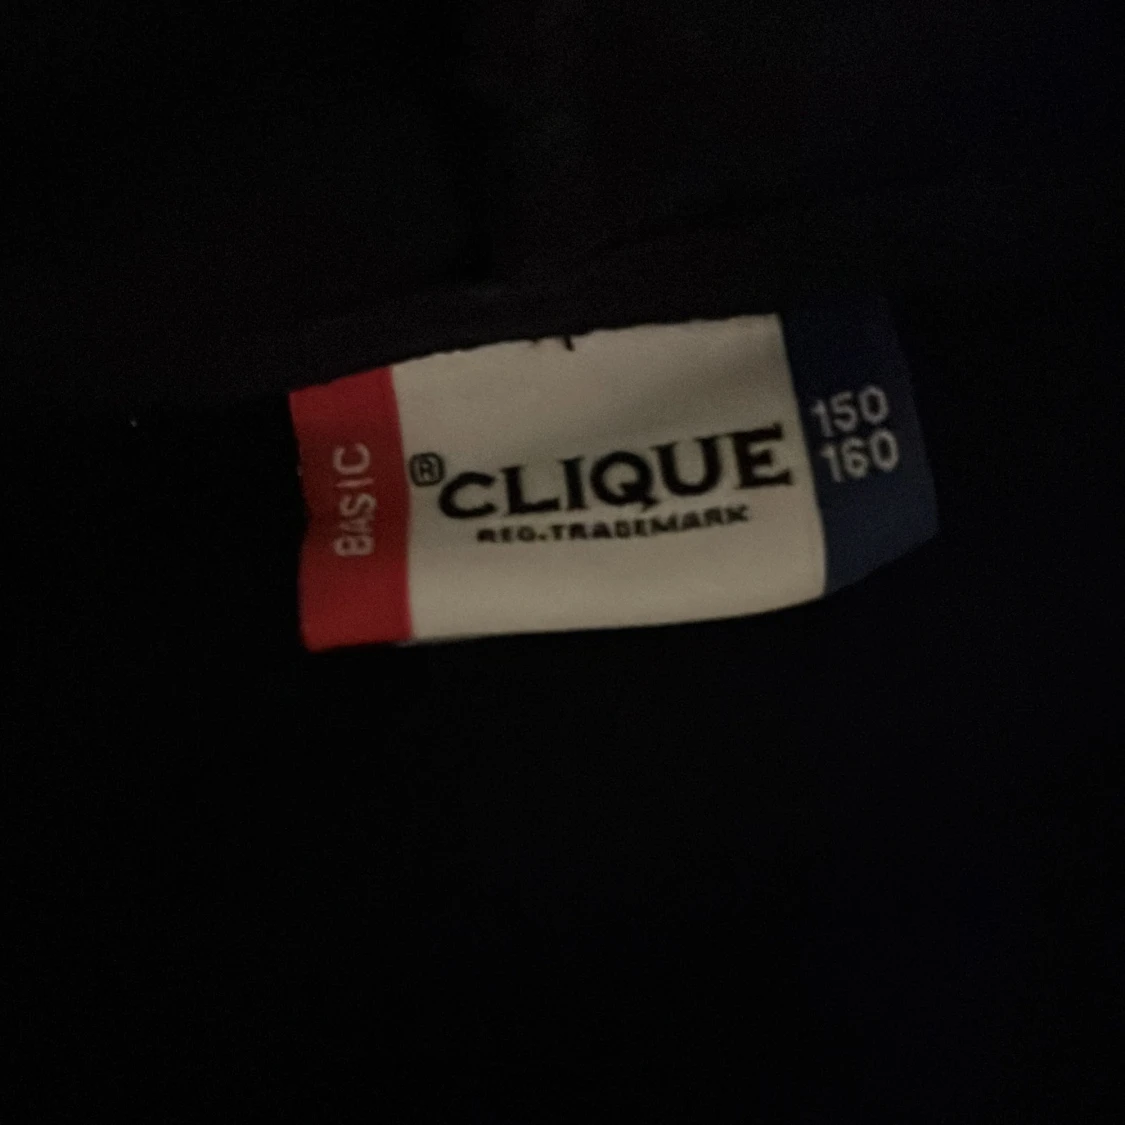 BASIC
® CLIQUE
REG.TRADEMARK
150
160